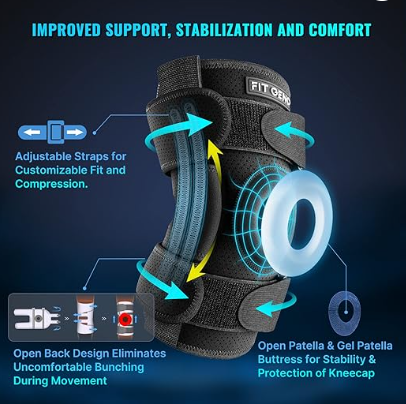 IMPROVED SUPPORT, STABILIZATION AND COMFORT
FIT GENO
Adjustable Straps for
Customizable Fit and
Compression.
Open Back Design Eliminates
Uncomfortable Bunching
During Movement
Open Patella & Gel Patella
Buttress for Stability &
Protection of Kneecap